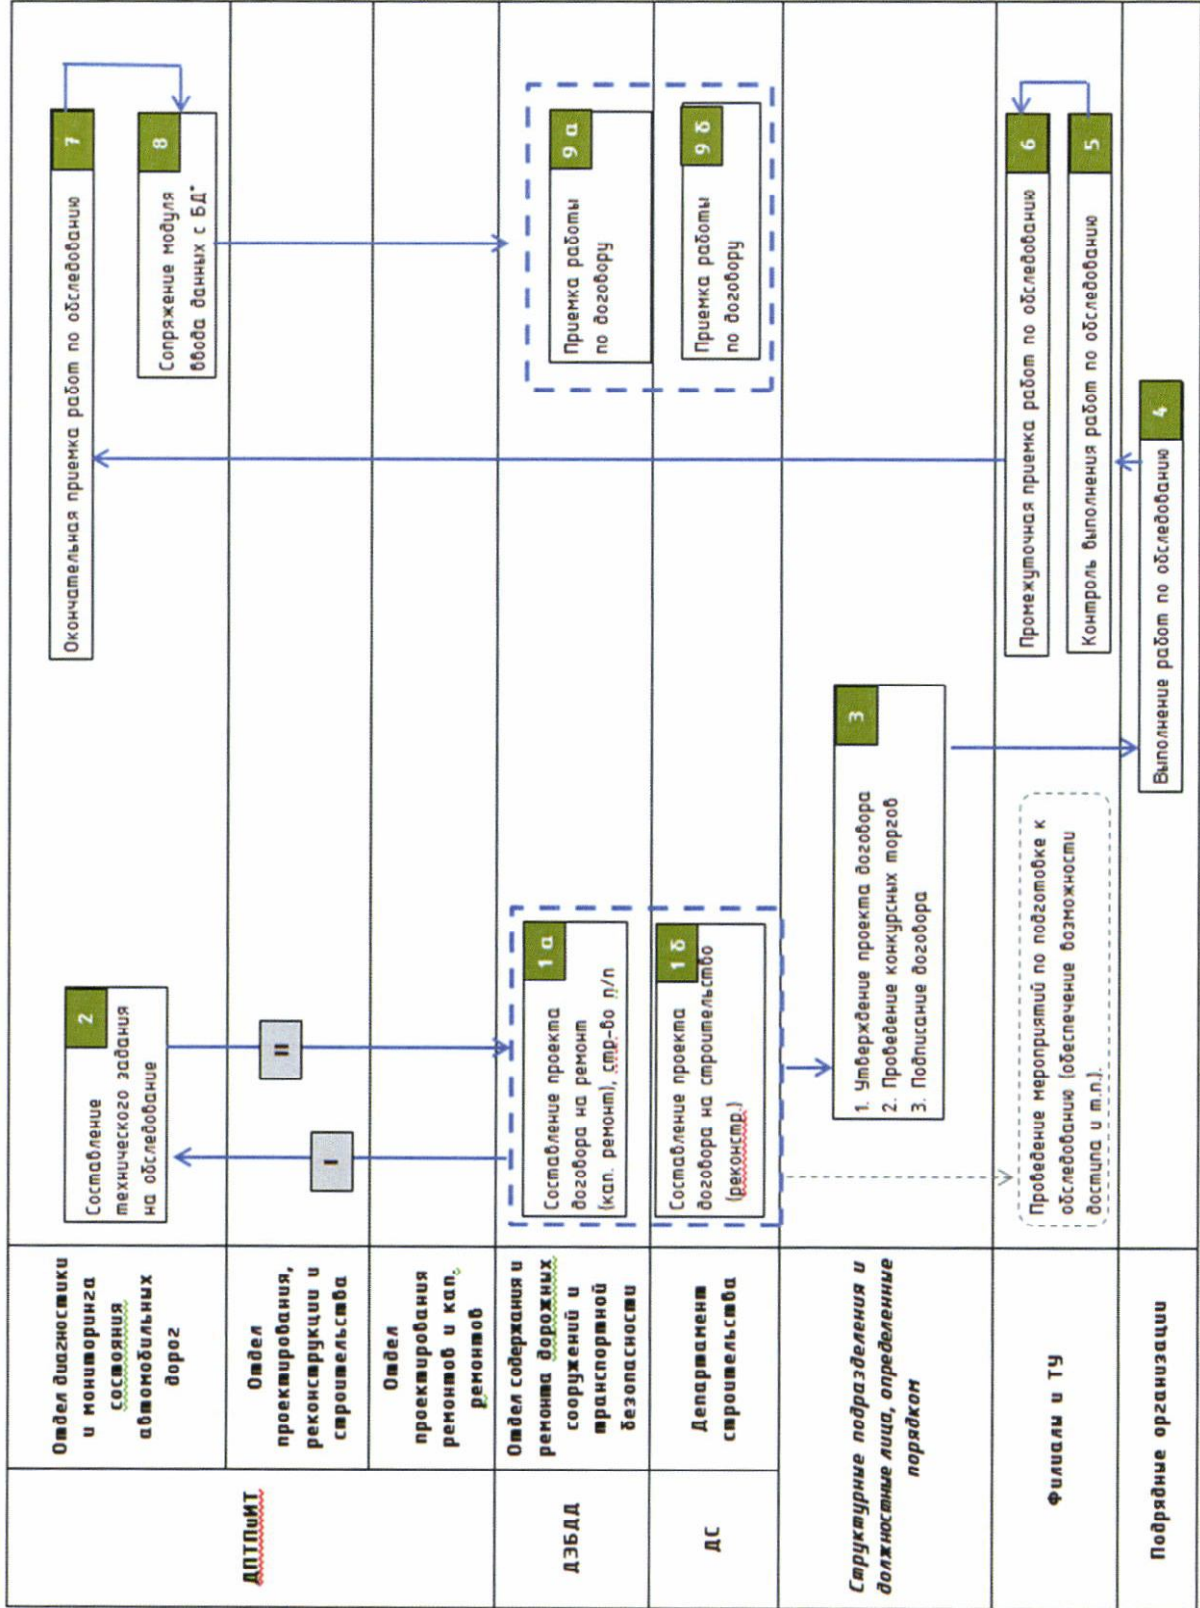 ДПТПиИТ
Отдел диагностики
и мониторинга
состояния
автомобильных
дорог
2
Составление
технического задания
на обследование
Окончательная приемка работ по обследованию
7
8
Сопряжение модуля
ввода данных с БД*
Отдел
проектирования,
реконструкции и
строительства
I
II
Отдел
проектирования
ремонтов и кап.
ремонтов
ДЭБДД
Отдел содержания и
ремонта дорожных
сооружений и
транспортной
безопасности
1 а
Составление проекта
договора на ремонт
(кап. ремонт), стр-во п/п
9 а
Приемка работы
по договору
ДС
Департамент
строительства
1 б
Составление проекта
договора на строительство
(реконстр.)
9 б
Приемка работы
по договору
Структурные подразделения и
должностные лица, определенные
порядком
3
1. Утверждение проекта договора
2. Проведение конкурсных торгов
3. Подписание договора
Филиалы и ТУ
Проведение мероприятий по подготовке к
обследованию (обеспечение возможности
доступа и т.п.).
Промежуточная приемка работ по обследованию
6
Контроль выполнения работ по обследованию
5
Подрядные организации
Выполнение работ по обследованию
4